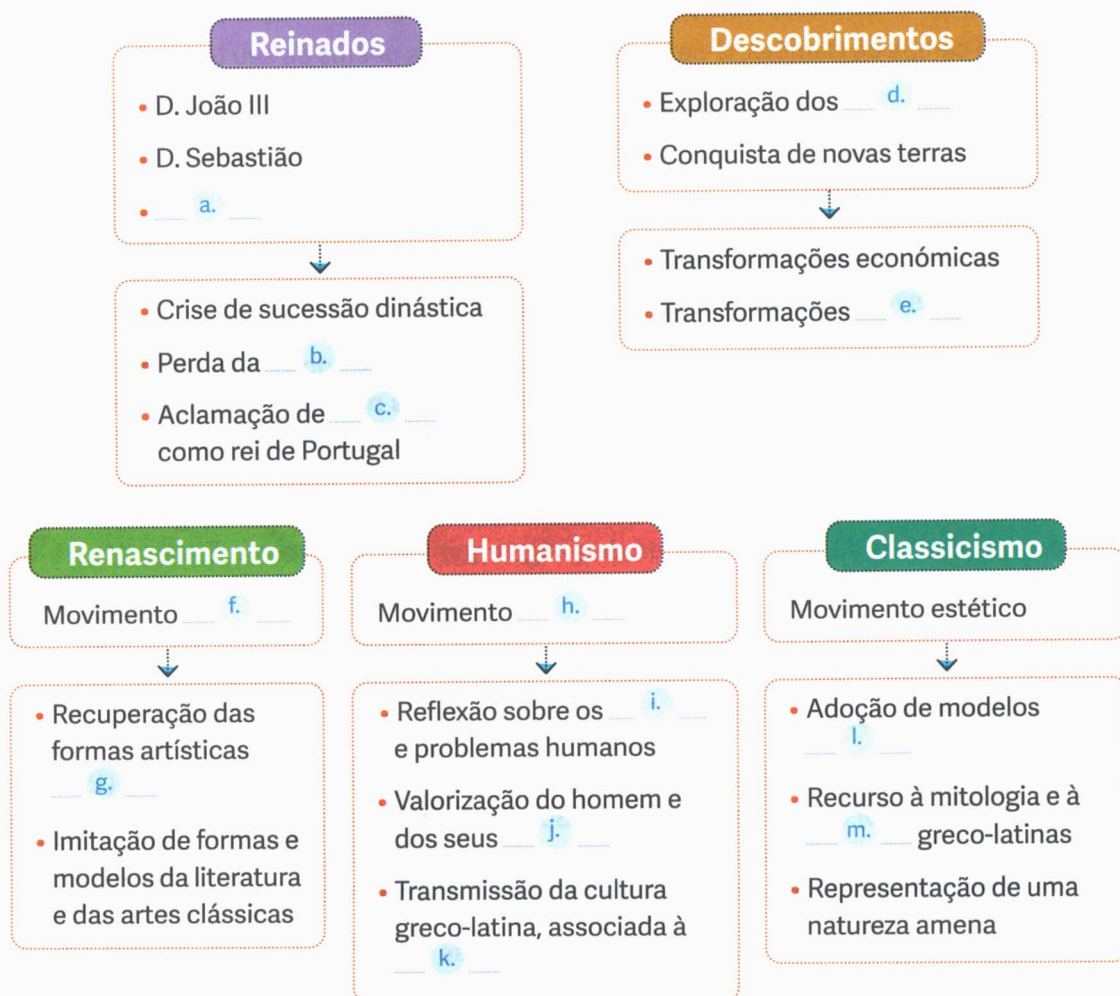 Reinados
• D. João III
• D. Sebastião
• a.
• Crise de sucessão dinástica
• Perda da b.
• Aclamação de c.
como rei de Portugal
Descobrimentos
• Exploração dos d.
• Conquista de novas terras
• Transformações económicas
• Transformações e.
Renascimento
Movimento f.
• Recuperação das
formas artísticas
g.
• Imitação de formas e
modelos da literatura
e das artes clássicas
Humanismo
Movimento h.
• Reflexão sobre os i.
e problemas humanos
• Valorização do homem e
dos seus j.
• Transmissão da cultura
greco-latina, associada à
k.
Classicismo
Movimento estético
• Adoção de modelos
l.
• Recurso à mitologia e à
m. greco-latinas
• Representação de uma
natureza amena